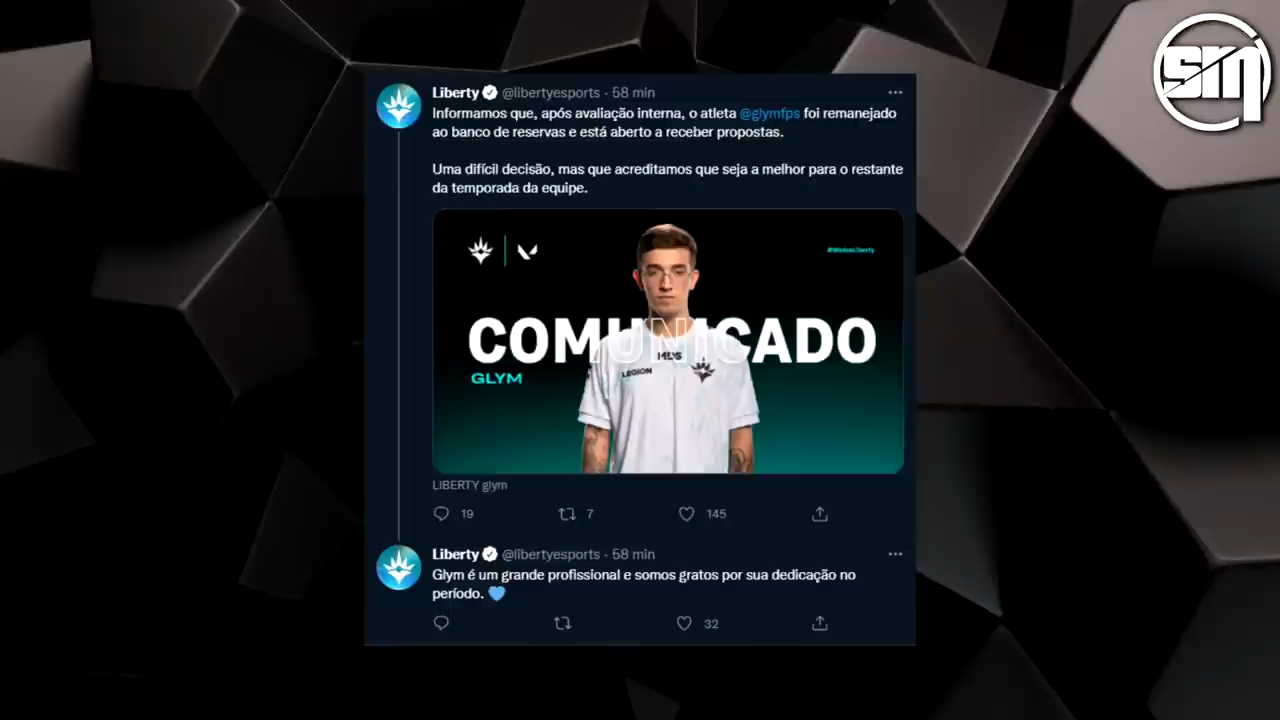 SM
Liberty @libertyesports · 58 min
Informamos que, após avaliação interna, o atleta @glymfps foi remanejado
ao banco de reservas e está aberto a receber propostas.
Uma difícil decisão, mas que acreditamos que seja a melhor para o restante
da temporada da equipe.
#WeAreLiberty
COMUNICADO
GLYM
MDS
LEGION
LIBERTY glym
19 7 145
Liberty @libertyesports · 58 min
Glym é um grande profissional e somos gratos por sua dedicação no
período. 💙
32